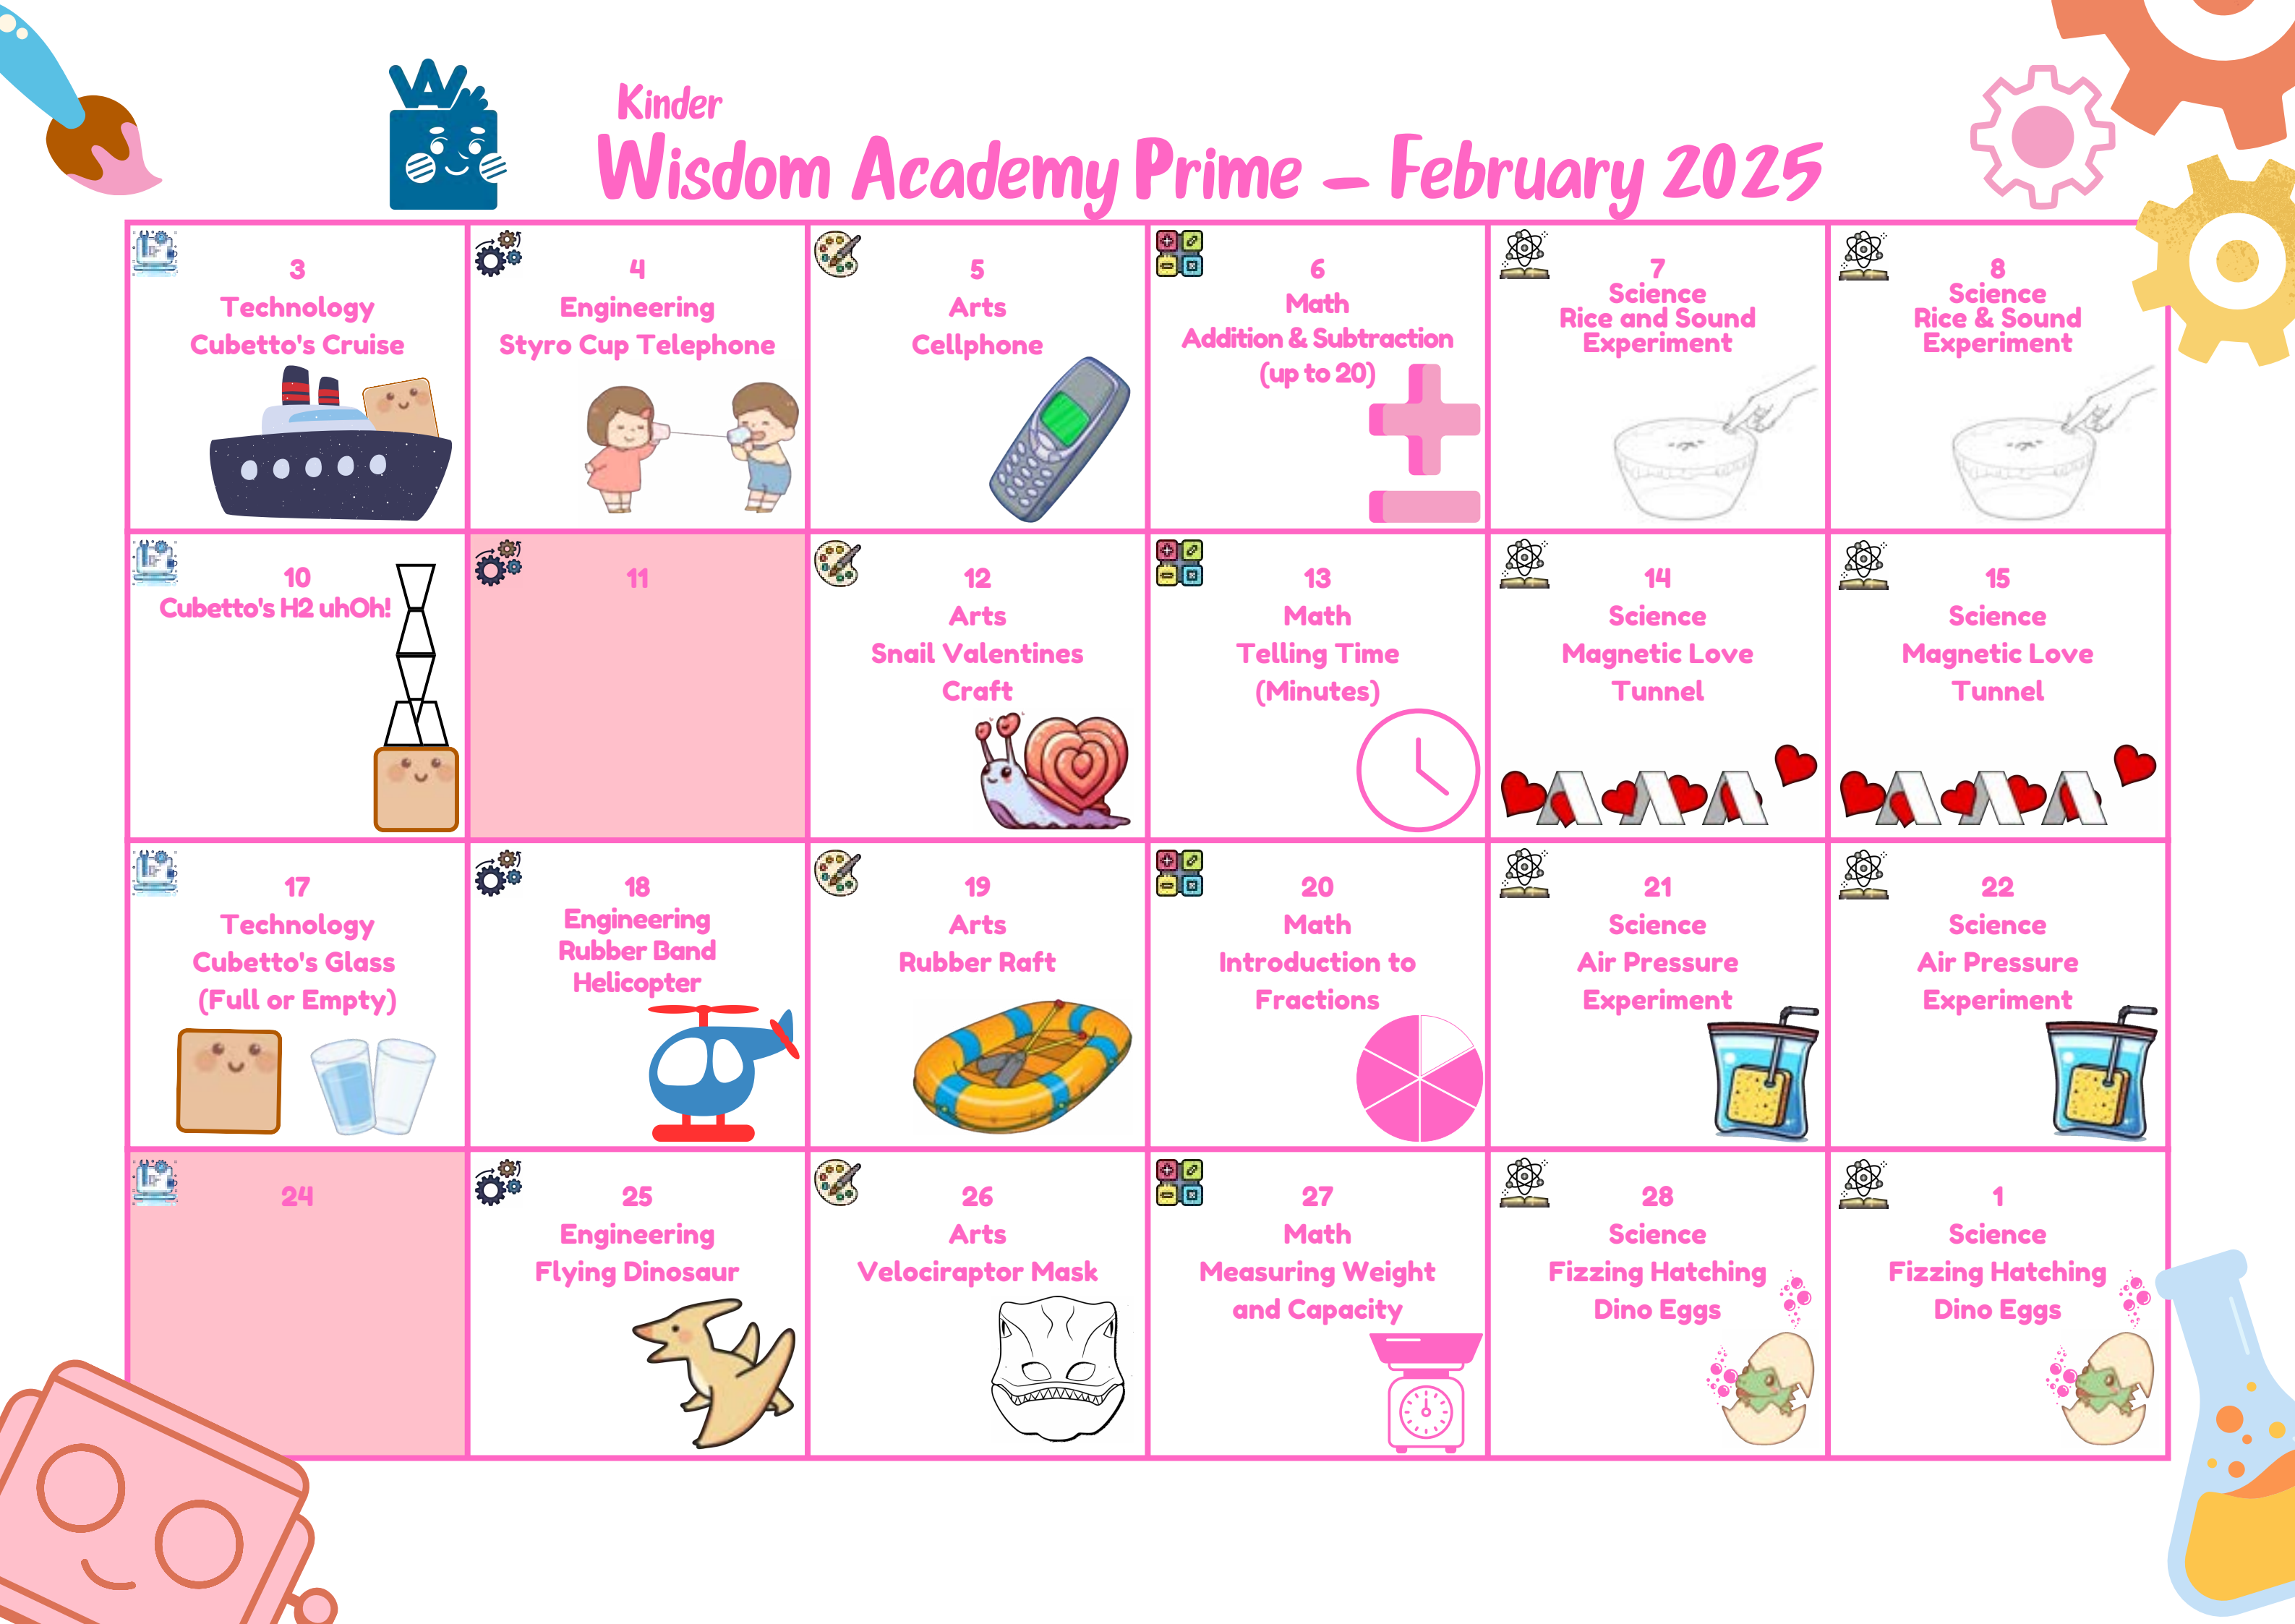 Kinder
Wisdom Academy Prime – February 2025
3
Technology
Cubetto's Cruise
4
Engineering
Styro Cup Telephone
5
Arts
Cellphone
6
Math
Addition & Subtraction
(up to 20)
7
Science
Rice and Sound
Experiment
8
Science
Rice & Sound
Experiment
10
Cubetto's H2 uhOh!
11
12
Arts
Snail Valentines
Craft
13
Math
Telling Time
(Minutes)
14
Science
Magnetic Love
Tunnel
15
Science
Magnetic Love
Tunnel
17
Technology
Cubetto's Glass
(Full or Empty)
18
Engineering
Rubber Band
Helicopter
19
Arts
Rubber Raft
20
Math
Introduction to
Fractions
21
Science
Air Pressure
Experiment
22
Science
Air Pressure
Experiment
24
25
Engineering
Flying Dinosaur
26
Arts
Velociraptor Mask
27
Math
Measuring Weight
and Capacity
28
Science
Fizzing Hatching
Dino Eggs
1
Science
Fizzing Hatching
Dino Eggs